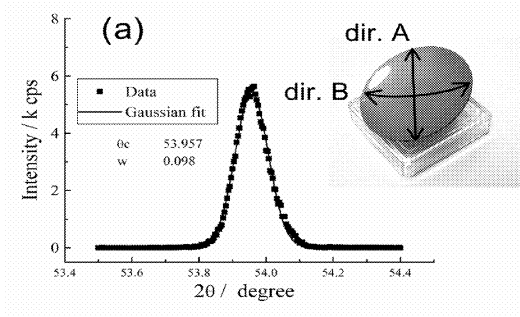 (a)
dir. A
dir. B
8
6
4
2
0
Intensity / k cps
Data
Gaussian fit
θc 53.957
w 0.098
53.4 53.6 53.8 54.0 54.2 54.4
2θ / degree